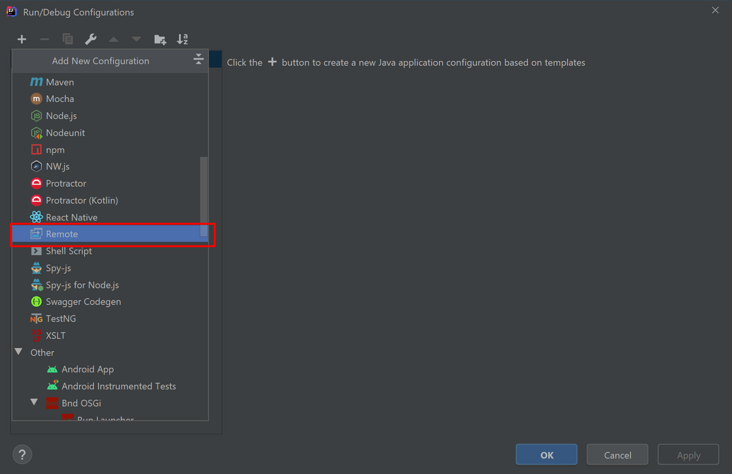 Run/Debug Configurations
Add New Configuration
Click the + button to create a new Java application configuration based on templates
Maven
Mocha
Node.js
Nodeunit
npm
NW.js
Protractor
Protractor (Kotlin)
React Native
Remote
Shell Script
Spy-js
Spy-js for Node.js
Swagger Codegen
TestNG
XSLT
Other
Android App
Android Instrumented Tests
Bnd OSGi
Run Launcher
?
OK
Cancel
Apply